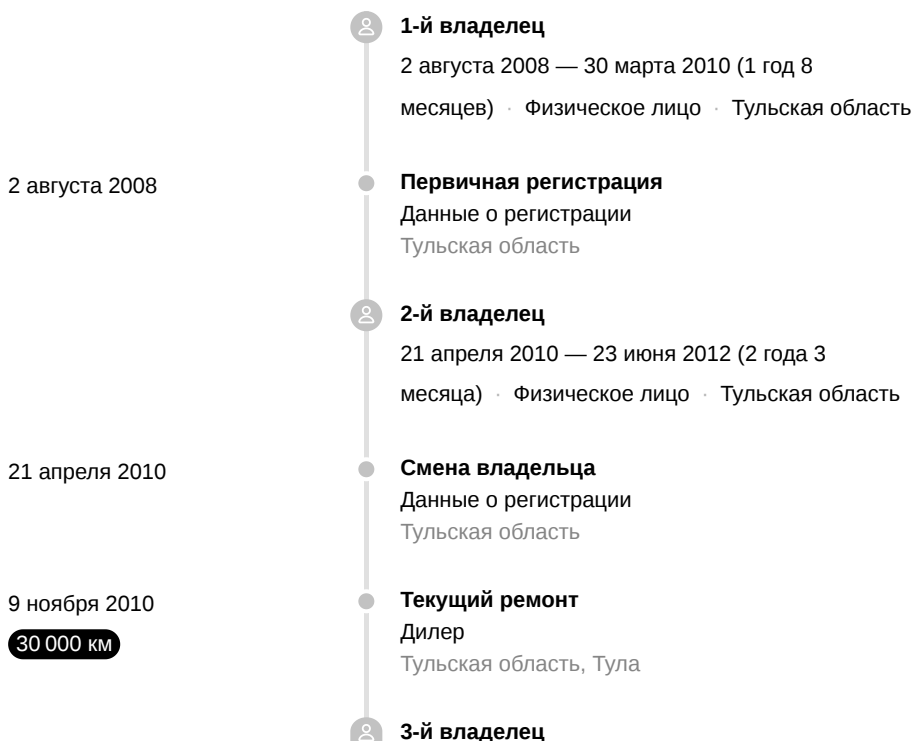 1-й владелец
2 августа 2008 — 30 марта 2010 (1 год 8
месяцев) · Физическое лицо · Тульская область
2 августа 2008
Первичная регистрация
Данные о регистрации
Тульская область
2-й владелец
21 апреля 2010 — 23 июня 2012 (2 года 3
месяца) · Физическое лицо · Тульская область
21 апреля 2010
Смена владельца
Данные о регистрации
Тульская область
9 ноября 2010
30 000 км
Текущий ремонт
Дилер
Тульская область, Тула
3-й владелец